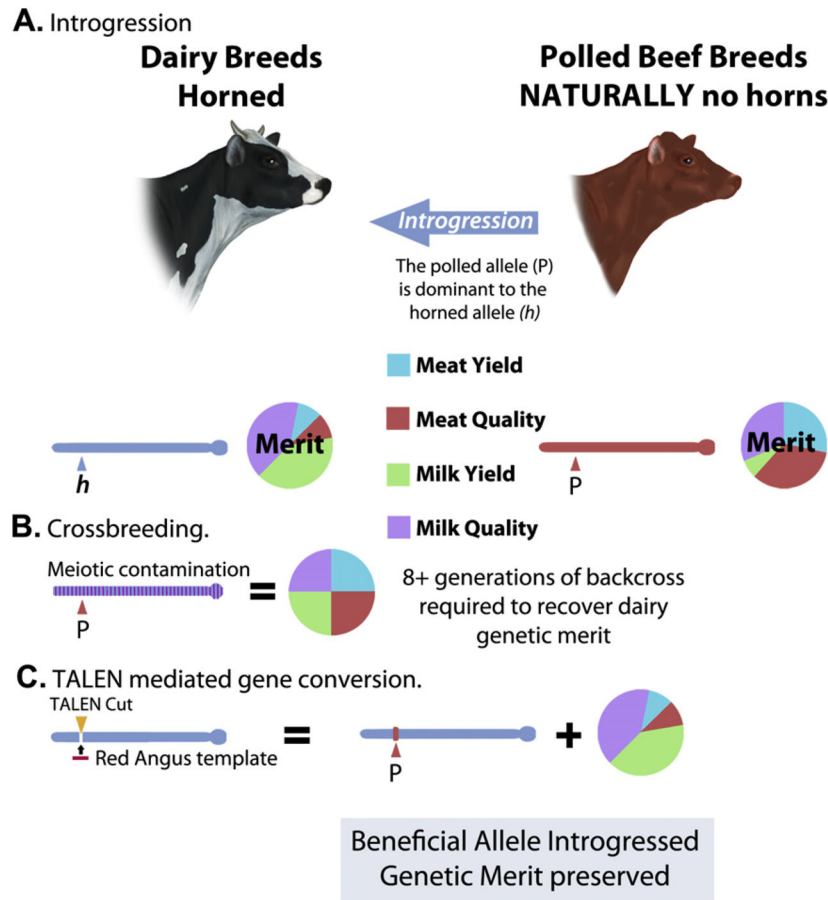 A. Introgression
Dairy Breeds
Horned
Polled Beef Breeds
NATURALLY no horns
Introgression
The polled allele (P)
is dominant to the
horned allele (h)
Meat Yield
Meat Quality
Milk Yield
Milk Quality
Merit
h
Merit
P
B. Crossbreeding.
Meiotic contamination
=
P
8+ generations of backcross
required to recover dairy
genetic merit
C. TALEN mediated gene conversion.
TALEN Cut
Red Angus template
=
P
+
Beneficial Allele Introgressed
Genetic Merit preserved